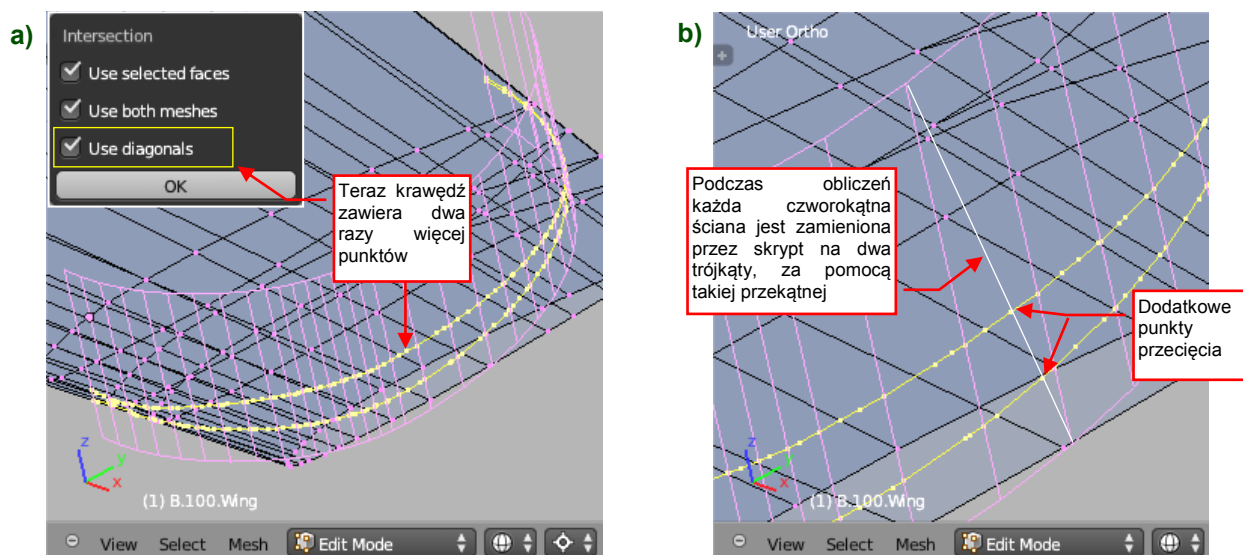 a)
Intersection
Use selected faces
Use both meshes
Use diagonals
OK
Teraz krawędź
zawiera dwa
razy więcej
punktów
z
y
x
(1) B.100.Wing
View Select Mesh Edit Mode
b)
User Ortho
Podczas obliczeń
każda czworokątna
ściana jest zamieniona
przez skrypt na dwa
trójkąty, za pomocą
takiej przekątnej
Dodatkowe
punkty
przecięcia
z
y
x
(1) B.100.Wing
View Select Mesh Edit Mode